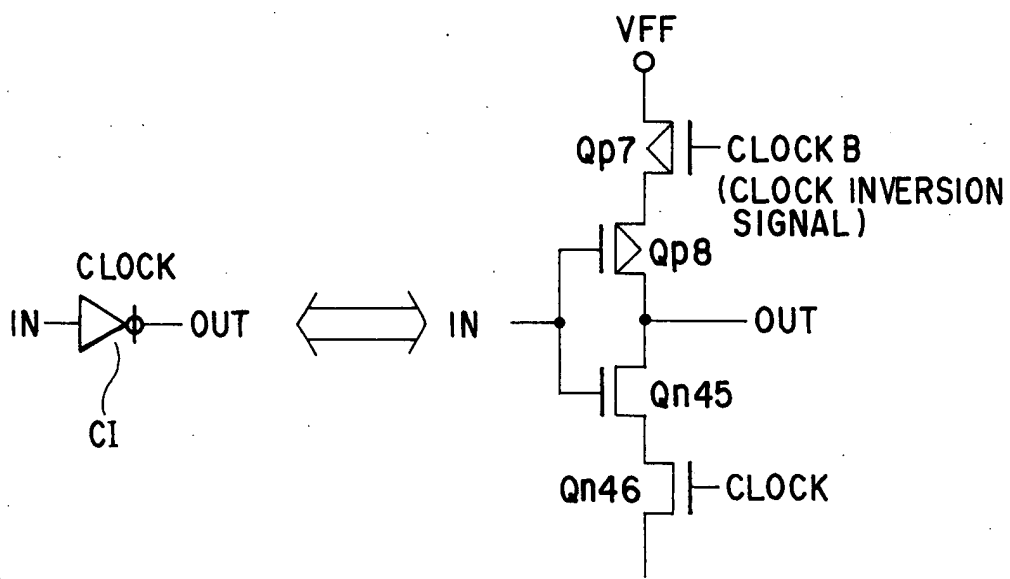 VFF
Qp7
CLOCK B
(CLOCK INVERSION
SIGNAL)
Qp8
CLOCK
IN
OUT
CI
IN
OUT
Qn45
Qn46
CLOCK